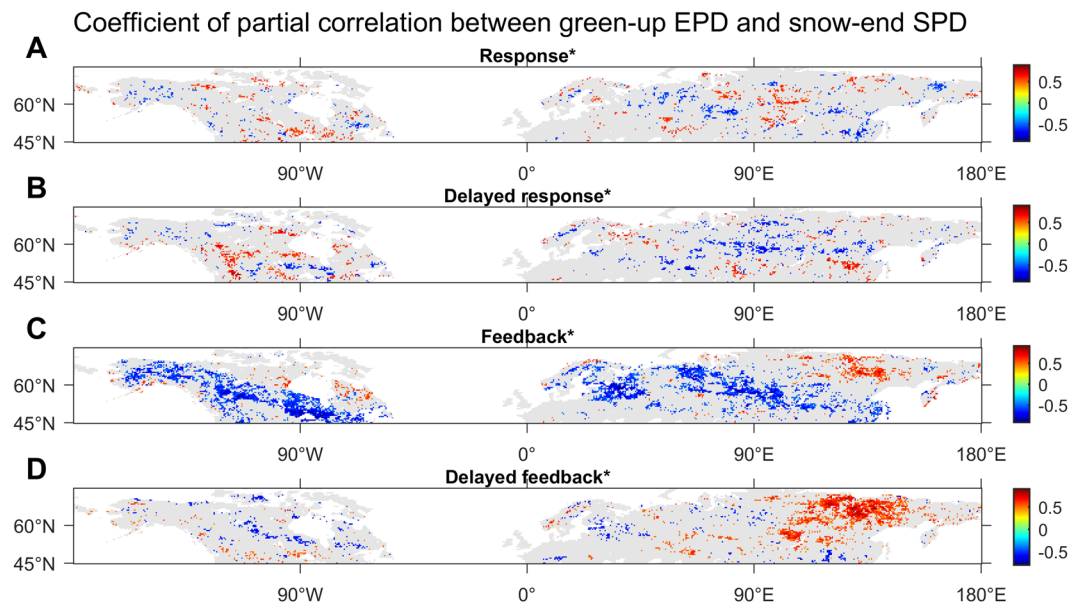 Coefficient of partial correlation between green-up EPD and snow-end SPD
A
Response*
60°N
45°N
90°W
0°
90°E
180°E
0.5
0
-0.5
B
Delayed response*
60°N
45°N
90°W
0°
90°E
180°E
0.5
0
-0.5
C
Feedback*
60°N
45°N
90°W
0°
90°E
180°E
0.5
0
-0.5
D
Delayed feedback*
60°N
45°N
90°W
0°
90°E
180°E
0.5
0
-0.5